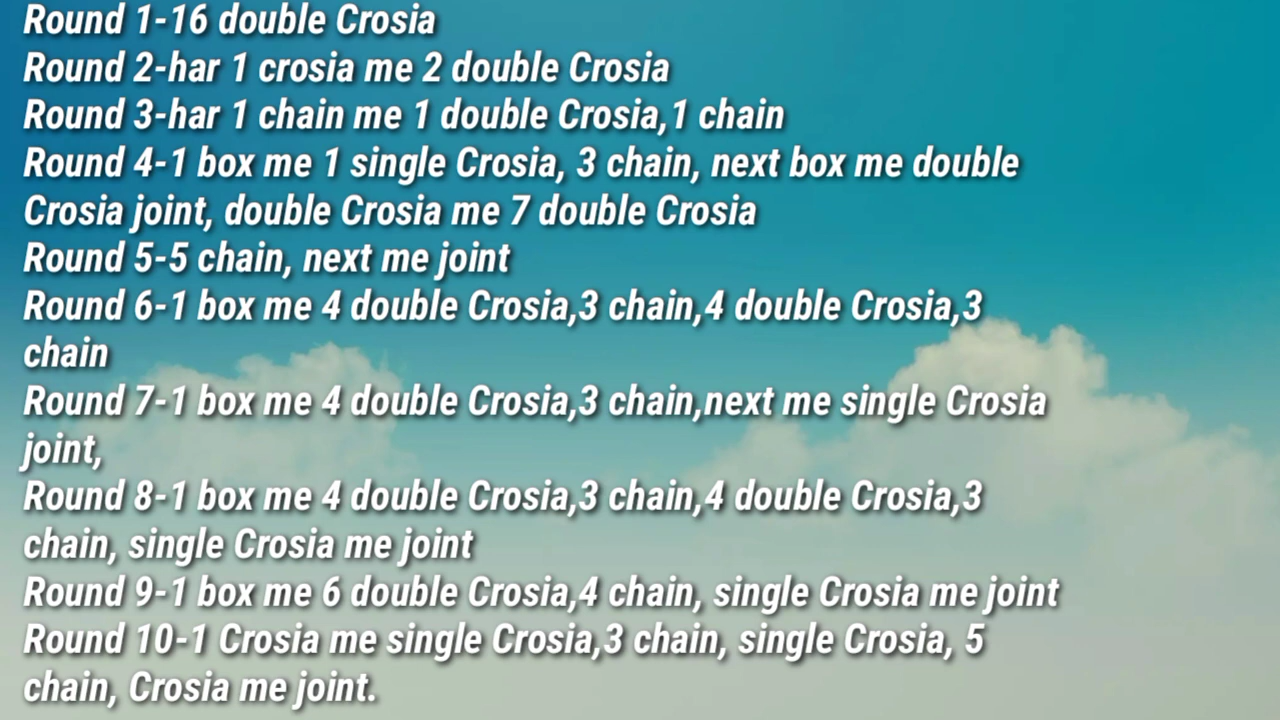 Round 1-16 double Crosia
Round 2-har 1 crosia me 2 double Crosia
Round 3-har 1 chain me 1 double Crosia,1 chain
Round 4-1 box me 1 single Crosia, 3 chain, next box me double
Crosia joint, double Crosia me 7 double Crosia
Round 5-5 chain, next me joint
Round 6-1 box me 4 double Crosia,3 chain,4 double Crosia,3
chain
Round 7-1 box me 4 double Crosia,3 chain,next me single Crosia
joint,
Round 8-1 box me 4 double Crosia,3 chain,4 double Crosia,3
chain, single Crosia me joint
Round 9-1 box me 6 double Crosia,4 chain, single Crosia me joint
Round 10-1 Crosia me single Crosia,3 chain, single Crosia, 5
chain, Crosia me joint.